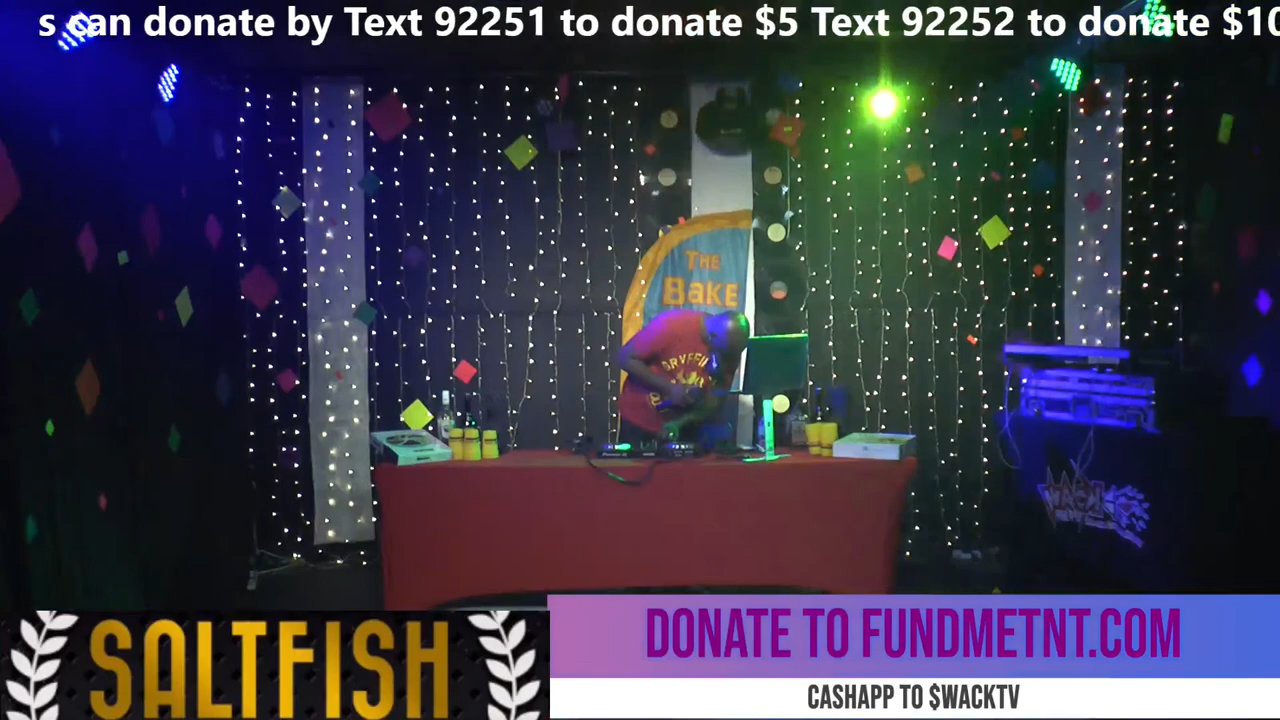 s can donate by Text 92251 to donate $5 Text 92252 to donate $10
THE
BAKE
SALTFISH
DONATE TO FUNDMETNT.COM
CASHAPP TO $WACKTV